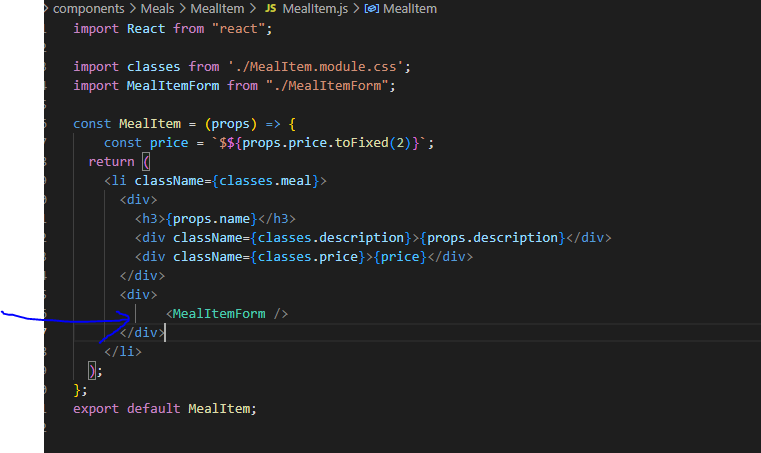 components > Meals > MealItem > JS MealItem.js > MealItem
import React from "react";
import classes from './MealItem.module.css';
import MealItemForm from "./MealItemForm";
const MealItem = (props) => {
const price = `$${props.price.toFixed(2)}`;
return (
<li className={classes.meal}>
<div>
<h3>{props.name}</h3>
<div className={classes.description}>{props.description}</div>
<div className={classes.price}>{price}</div>
</div>
<div>
<MealItemForm />
</div>
</li>
);
};
export default MealItem;